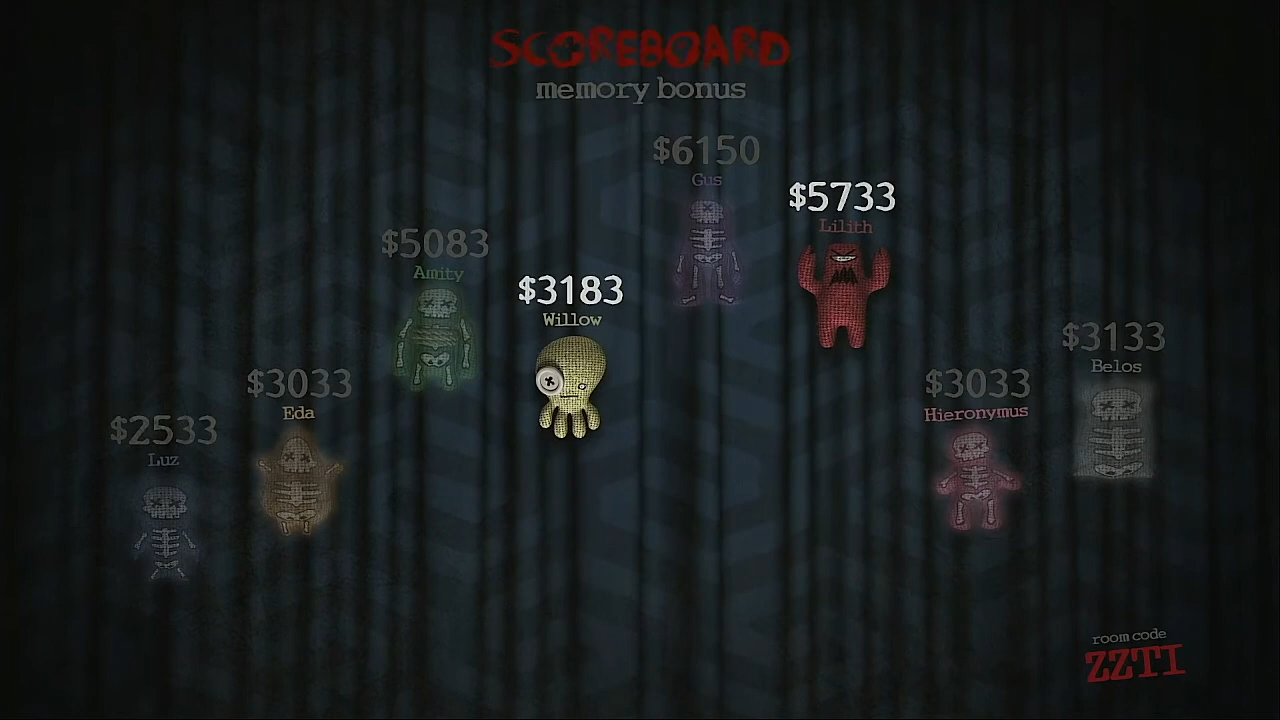 SCOREBOARD
memory bonus
$2533
Luz
$3033
Eda
$5083
Amity
$3183
Willow
$6150
Gus
$5733
Lilith
$3033
Hieronymus
$3133
Belos
room code
ZZTI